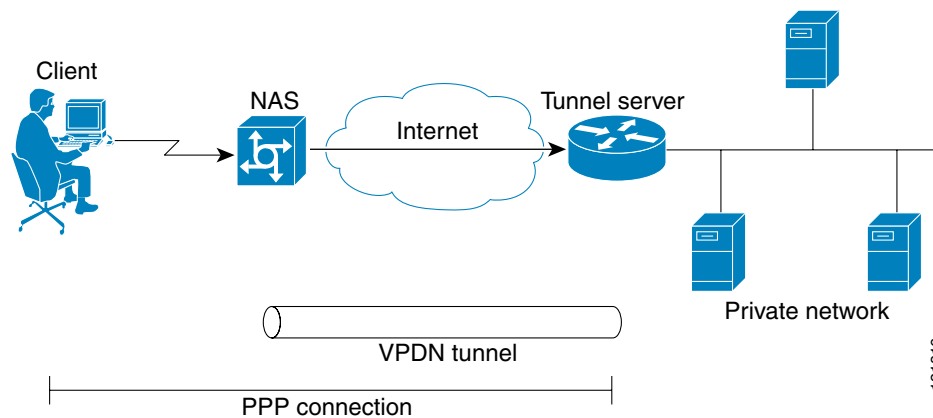 Client
NAS
Internet
Tunnel server
Private network
VPDN tunnel
PPP connection